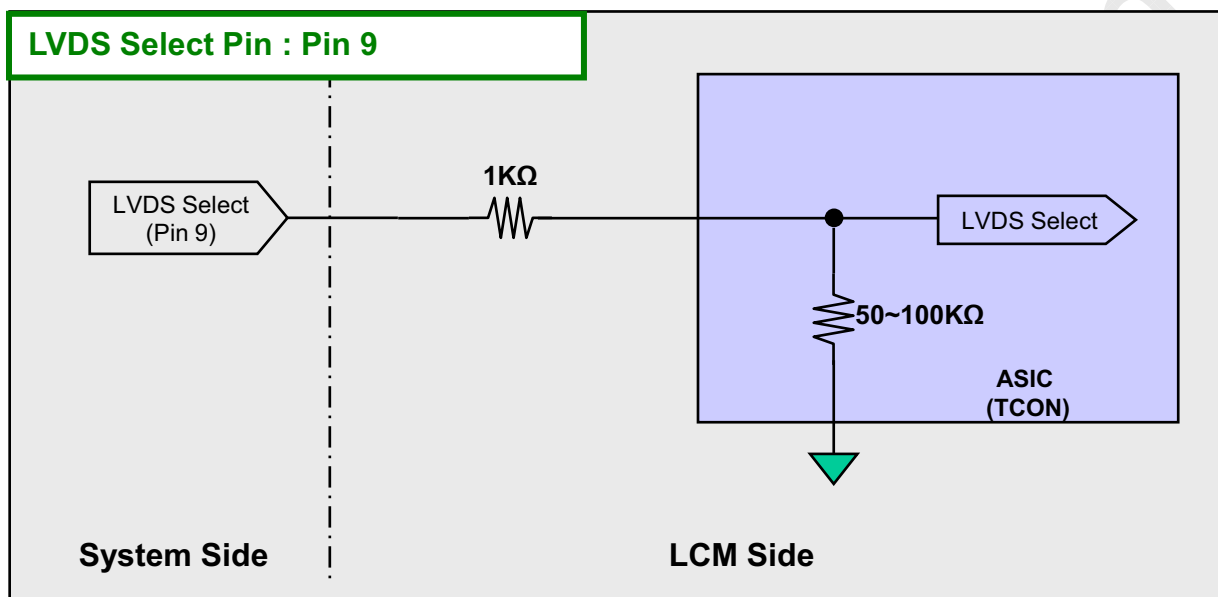 LVDS Select Pin : Pin 9
1KΩ
LVDS Select
(Pin 9)
LVDS Select
50~100KΩ
ASIC
(TCON)
System Side
LCM Side